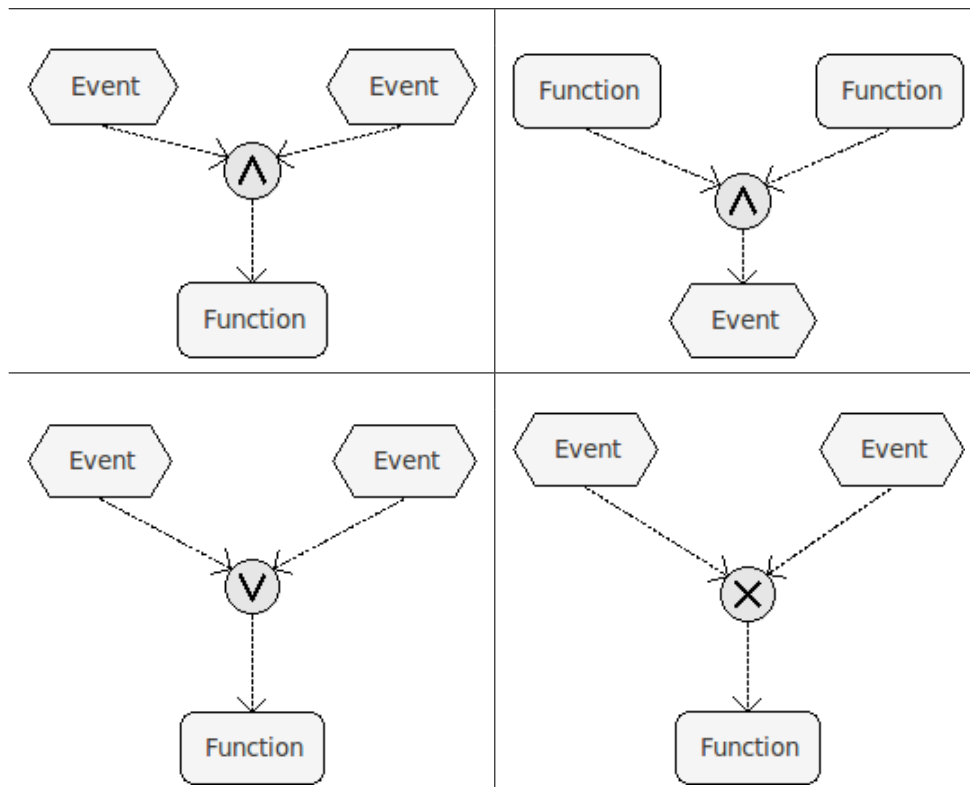 Event Event
∧
Function
Function Function
∧
Event
Event Event
∨
Function
Event Event
×
Function